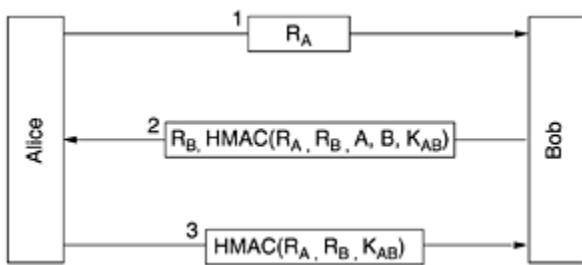 1
R_A
Alice
Bob
2
R_B, HMAC(R_A , R_B , A, B, K_AB)
3
HMAC(R_A , R_B , K_AB)